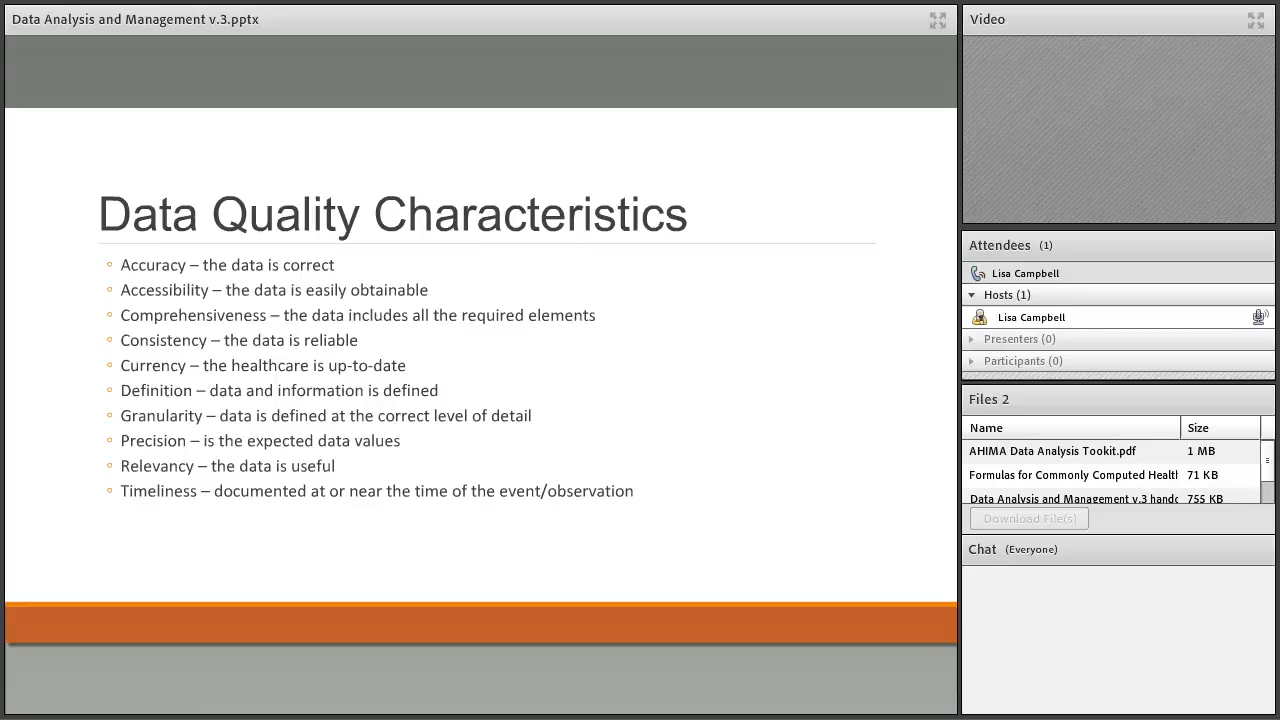 Data Analysis and Management v.3.pptx
Data Quality Characteristics
Accuracy – the data is correct
Accessibility – the data is easily obtainable
Comprehensiveness – the data includes all the required elements
Consistency – the data is reliable
Currency – the healthcare is up-to-date
Definition – data and information is defined
Granularity – data is defined at the correct level of detail
Precision – is the expected data values
Relevancy – the data is useful
Timeliness – documented at or near the time of the event/observation
Video
Attendees (1)
Lisa Campbell
Hosts (1)
Lisa Campbell
Presenters (0)
Participants (0)
Files 2
Name Size
AHIMA Data Analysis Tookit.pdf 1 MB
Formulas for Commonly Computed Healtl 71 KB
Data Analysis and Management v.3 handc 755 KB
Download File(s)
Chat (Everyone)